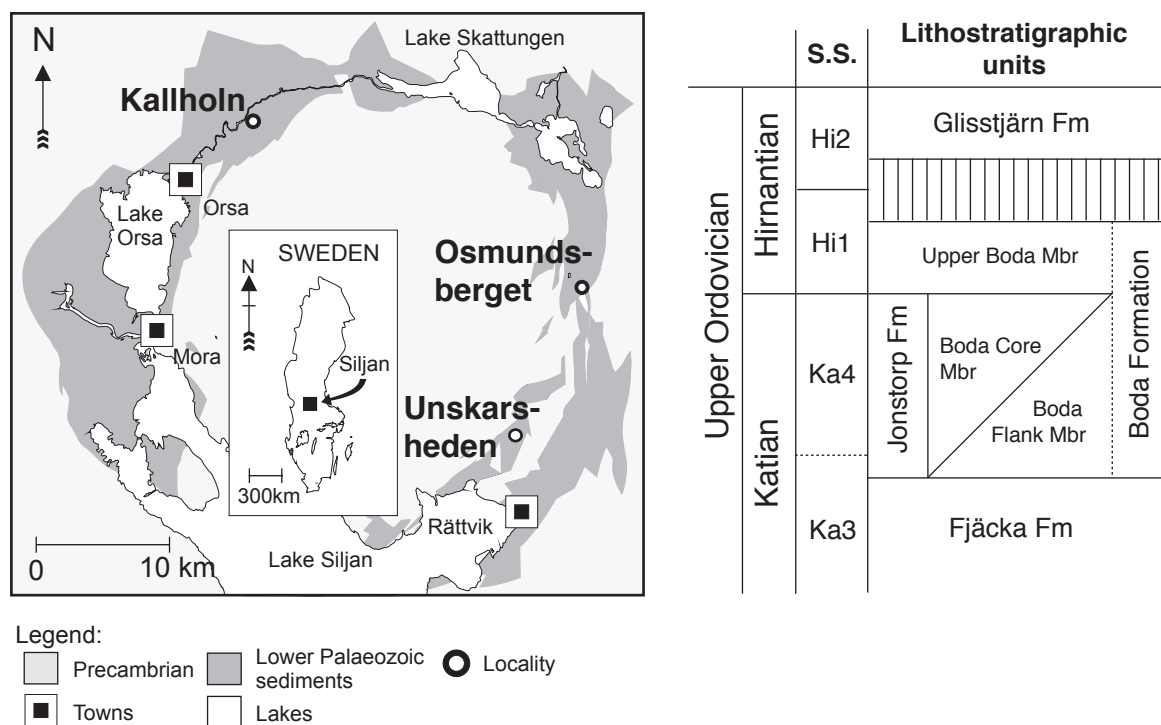 N
Lake Skattungen
Kallholn
Lake
Orsa
Orsa
SWEDEN
N
Siljan
300km
Osmunds-
berget
Mora
Unskars-
heden
Rättvik
Lake Siljan
0
10 km
Legend:
Precambrian
Lower Palaeozoic
sediments
Locality
Towns
Lakes
S.S.
Lithostratigraphic
units
Upper Ordovician
Hirnantian
Katian
Hi2
Hi1
Ka4
Ka3
Glisstjärn Fm
Upper Boda Mbr
Boda Formation
Jonstorp Fm
Boda Core
Mbr
Boda
Flank Mbr
Fjäcka Fm